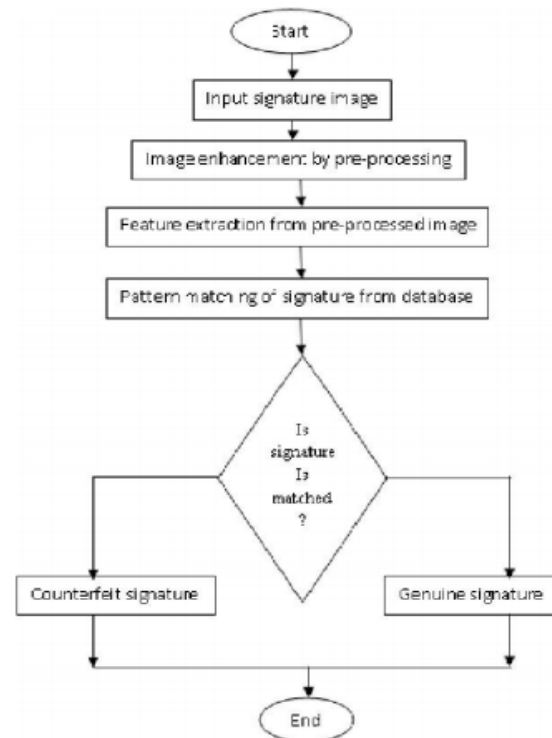 Start
Input signature image
Image enhancement by pre-processing
Feature extraction from pre-processed image
Pattern matching of signature from database
Is
signature
Is
matched
?
Counterfeit signature
Genuine signature
End